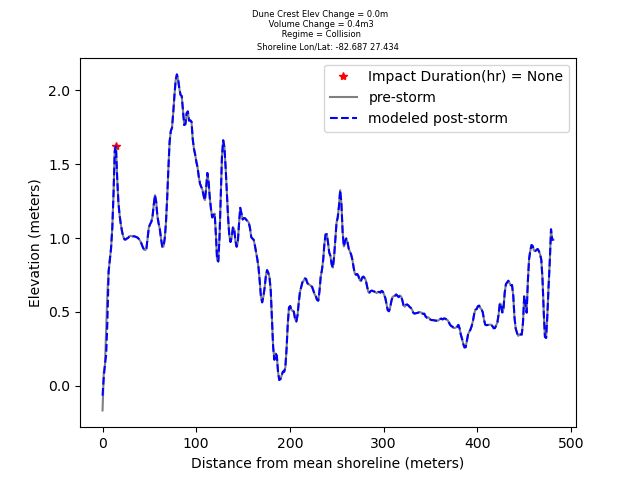 Dune Crest Elev Change = 0.0m
Volume Change = 0.4m3
Regime = Collision
Shoreline Lon/Lat: -82.687 27.434
Impact Duration(hr) = None
pre-storm
modeled post-storm
Elevation (meters)
2.0
1.5
1.0
0.5
0.0
0 100 200 300 400 500
Distance from mean shoreline (meters)